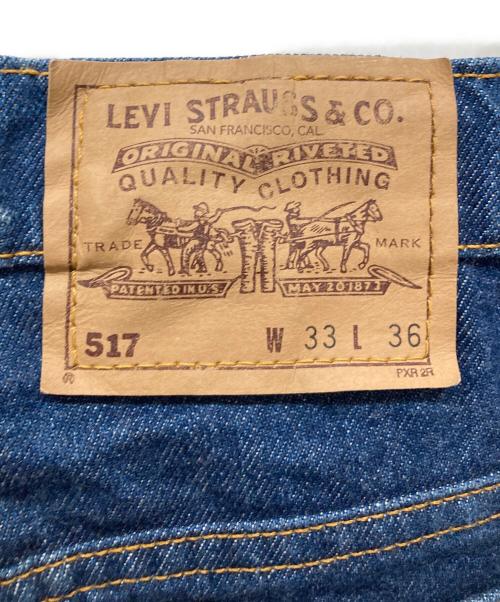 LEVI STRAUSS & CO.
SAN FRANCISCO, CAL.
ORIGINAL RIVETED
QUALITY CLOTHING
TRADE MARK
PATENTED IN U.S. MAY 20 1873
517 W 33 L 36
® PXR 2R